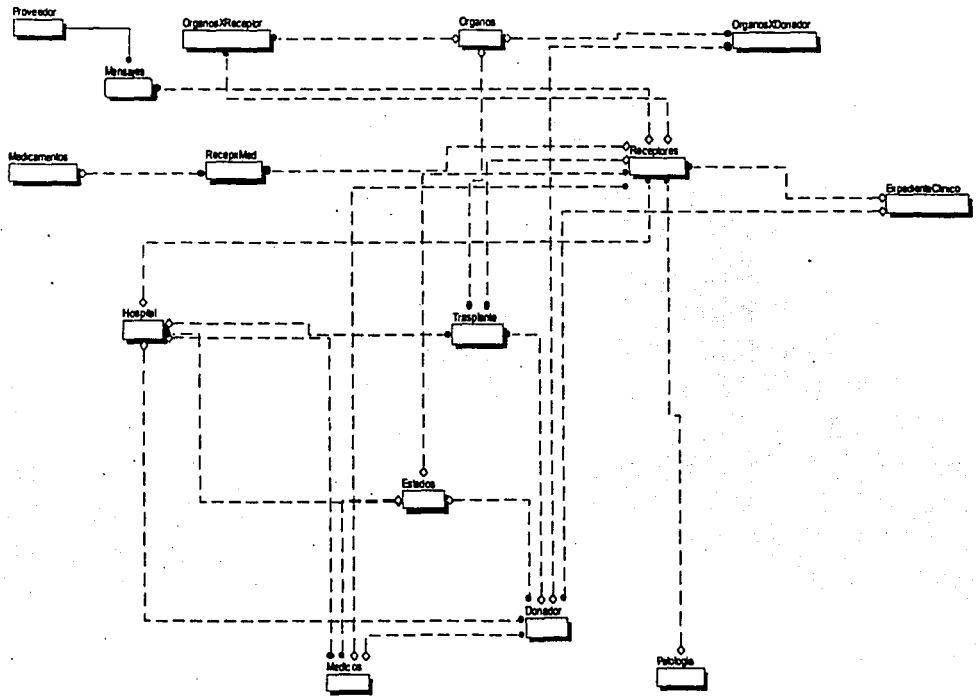 Proveedor
OrganosXReceptor
Organos
OrganosXDonador
Mensajes
Medicamentos
RecepxMed
Receptores
ExpedienteClinico
Hospital
Trasplante
Estados
Donador
Medicos
Patologia